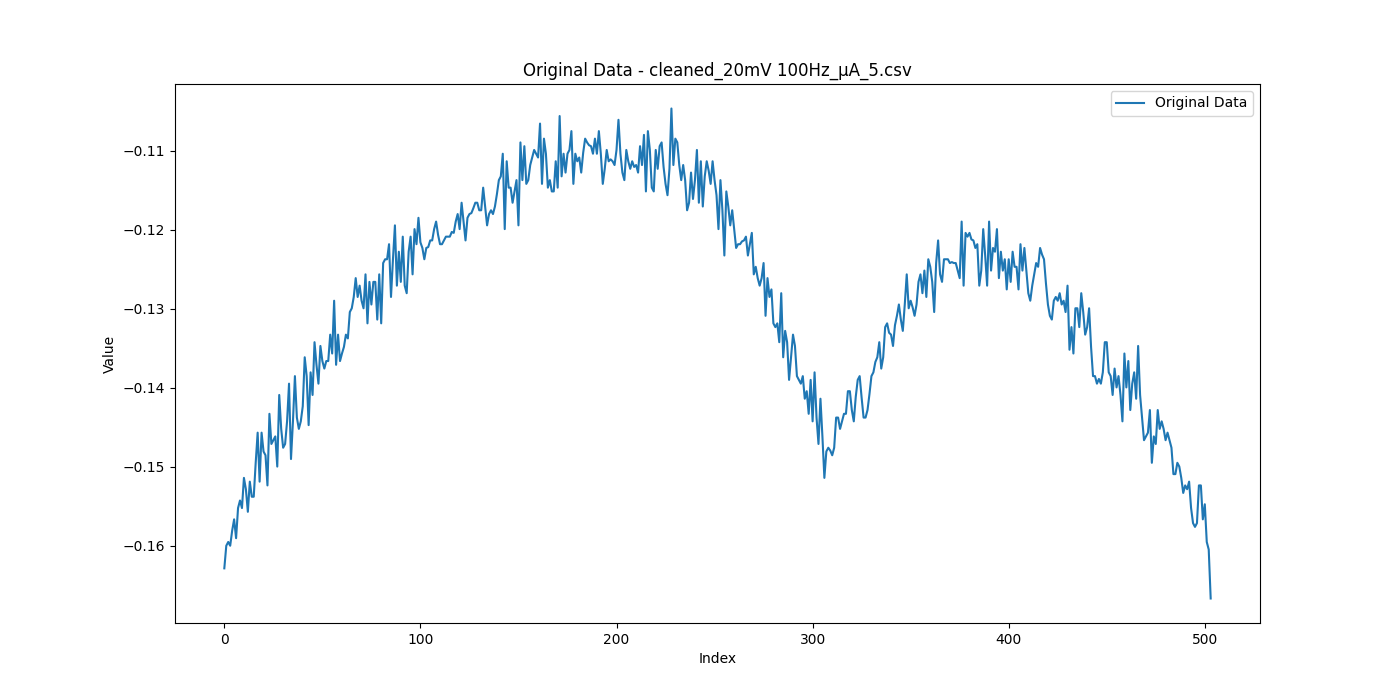 Original Data - cleaned_20mV 100Hz_μA_5.csv
Original Data
−0.11
−0.12
−0.13
−0.14
−0.15
−0.16
Value
0 100 200 300 400 500
Index